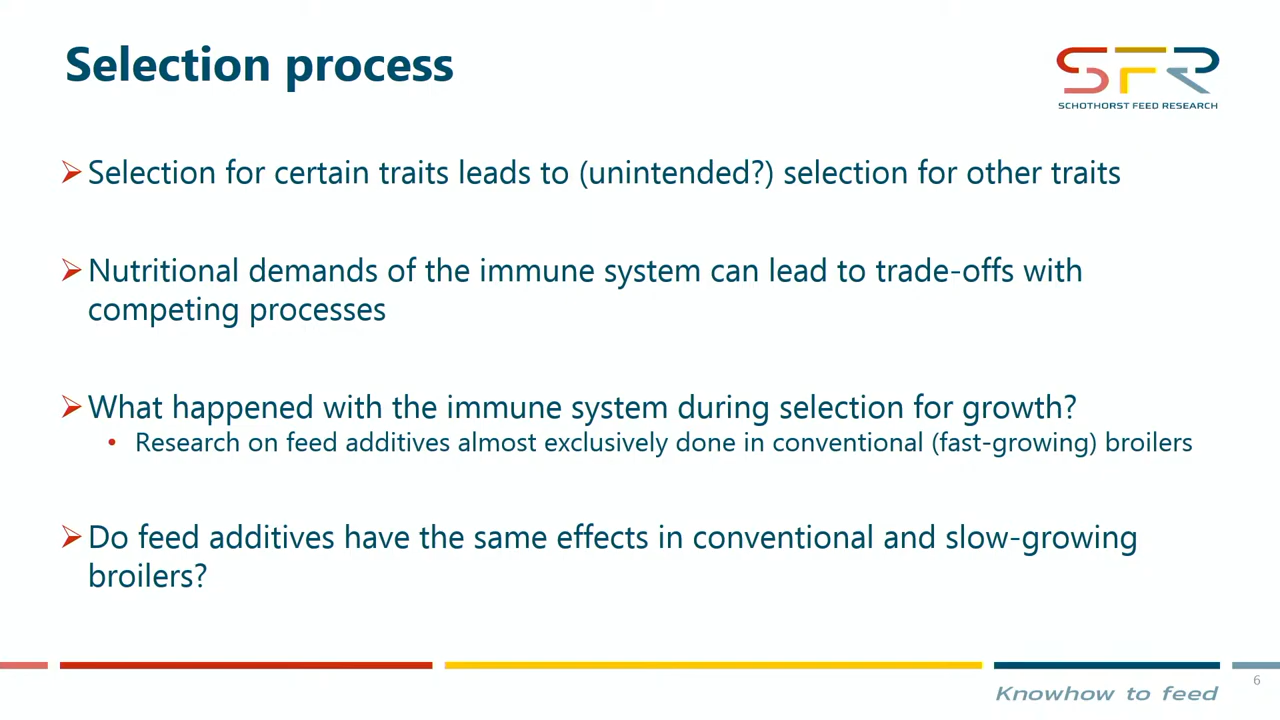 Selection process
SFR
SCHOTHORST FEED RESEARCH
➢ Selection for certain traits leads to (unintended?) selection for other traits
➢ Nutritional demands of the immune system can lead to trade-offs with
competing processes
➢ What happened with the immune system during selection for growth?
• Research on feed additives almost exclusively done in conventional (fast-growing) broilers
➢ Do feed additives have the same effects in conventional and slow-growing
broilers?
6
Knowhow to feed